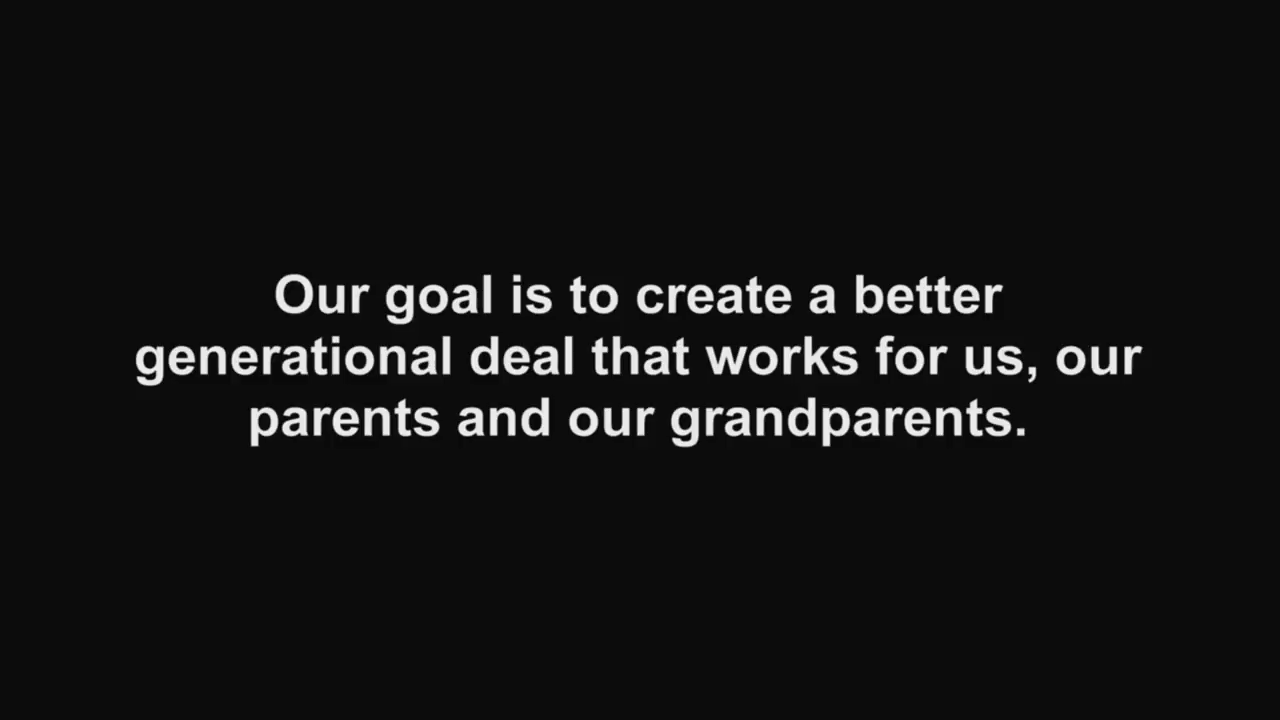 Our goal is to create a better
generational deal that works for us, our
parents and our grandparents.